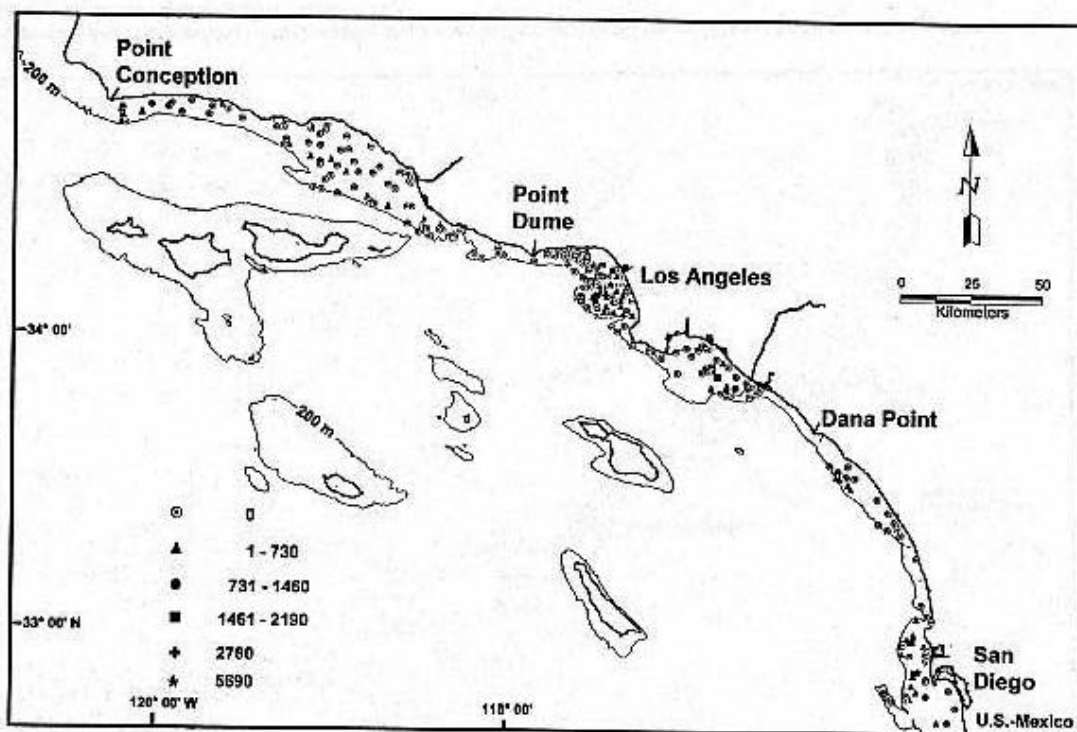 200 m
Point
Conception
Point
Dume
N
Los Angeles
0 25 50
Kilometers
34° 00'
200 m
Dana Point
0
1 - 730
731 - 1460
1461 - 2190
33° 00' N
2760
5690
San
Diego
U.S.-Mexico
120° 00' W
118° 00'